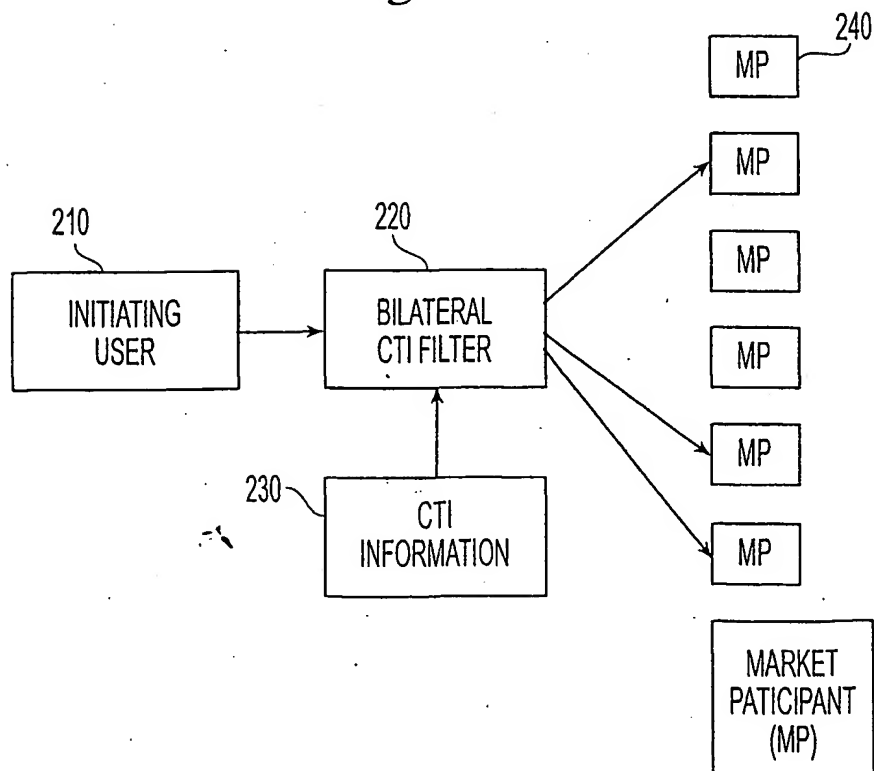 240
MP
MP
210
220
MP
INITIATING
USER
BILATERAL
CTI FILTER
MP
MP
230
CTI
INFORMATION
MP
MARKET
PATICIPANT
(MP)